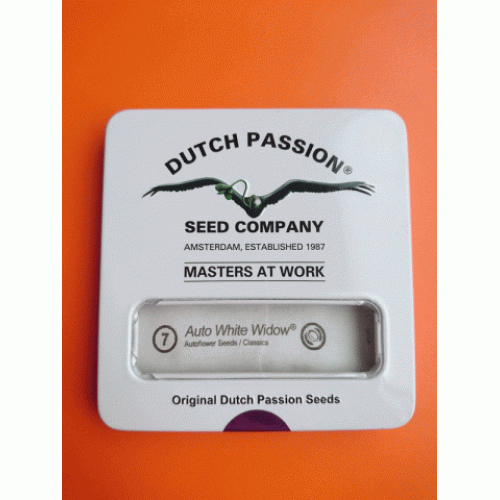 DUTCH PASSION®
SEED COMPANY
AMSTERDAM, ESTABLISHED 1987
MASTERS AT WORK
7 Auto White Widow®
Autoflower Seeds / Classics
Original Dutch Passion Seeds